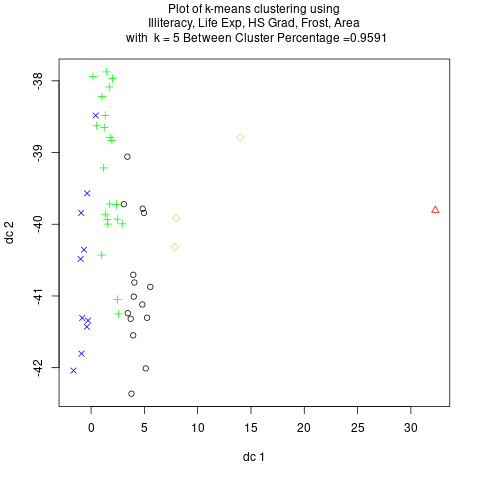 Plot of k-means clustering using
Illiteracy, Life Exp, HS Grad, Frost, Area
with k = 5 Between Cluster Percentage =0.9591
-38
-39
-40
-41
-42
dc 2
0
5
10
15
20
25
30
dc 1